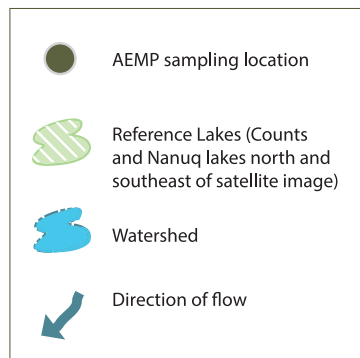 AEMP sampling location
Reference Lakes (Counts
and Nanuq lakes north and
southeast of satellite image)
Watershed
Direction of flow